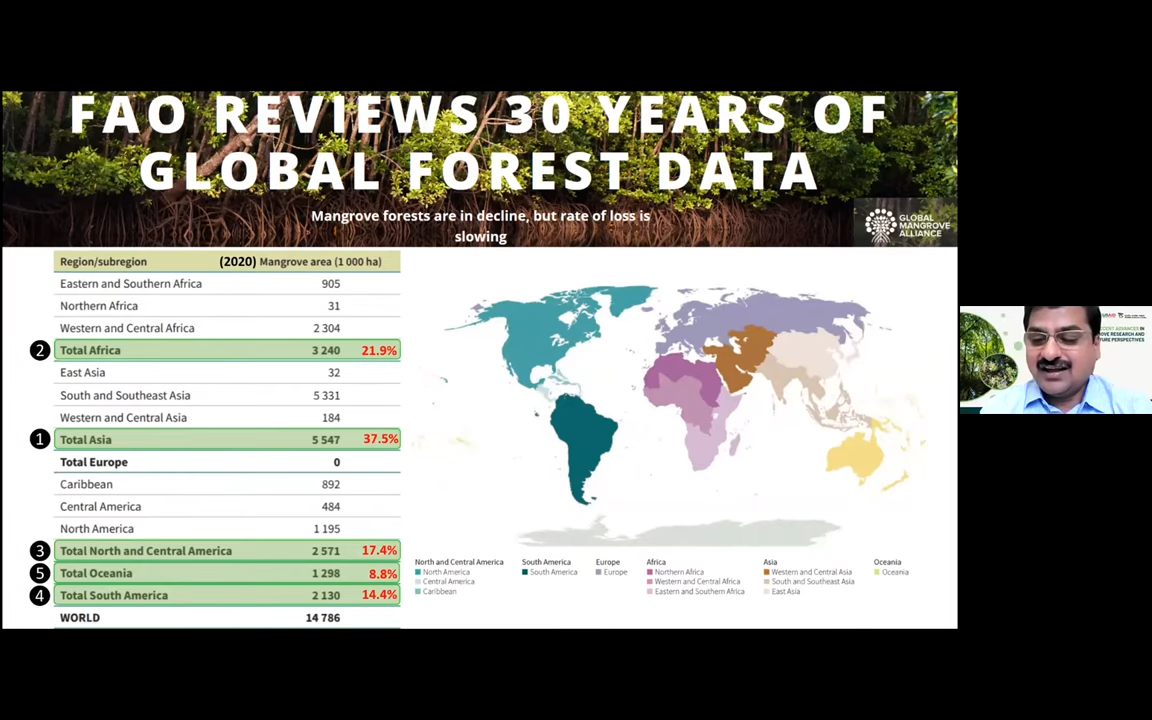 FAO REVIEWS 30 YEARS OF
GLOBAL FOREST DATA
Mangrove forests are in decline, but rate of loss is
slowing
GLOBAL
MANGROVE
ALLIANCE
Region/subregion (2020) Mangrove area (1 000 ha)
Eastern and Southern Africa 905
Northern Africa 31
Western and Central Africa 2 304
2 Total Africa 3 240 21.9%
East Asia 32
South and Southeast Asia 5 331
Western and Central Asia 184
1 Total Asia 5 547 37.5%
Total Europe 0
Caribbean 892
Central America 484
North America 1 195
3 Total North and Central America 2 571 17.4%
5 Total Oceania 1 298 8.8%
4 Total South America 2 130 14.4%
WORLD 14 786
North and Central America
North America
Central America
Caribbean
South America
South America
Europe
Europe
Africa
Northern Africa
Western and Central Africa
Eastern and Southern Africa
Asia
Western and Central Asia
South and Southeast Asia
East Asia
Oceania
Oceania
USAID
ADVANCES IN
RESEARCH AND
PERSPECTIVES